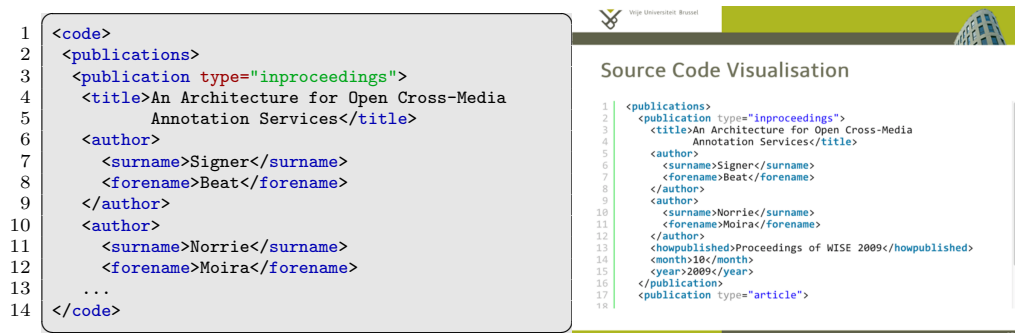 1 <code>
2 <publications>
3 <publication type="inproceedings">
4 <title>An Architecture for Open Cross-Media
5 Annotation Services</title>
6 <author>
7 <surname>Signer</surname>
8 <forename>Beat</forename>
9 </author>
10 <author>
11 <surname>Norrie</surname>
12 <forename>Moira</forename>
13 ...
14 </code>
Vrije Universiteit Brussel
Source Code Visualisation
1 <publications>
2 <publication type="inproceedings">
3 <title>An Architecture for Open Cross-Media
4 Annotation Services</title>
5 <author>
6 <surname>Signer</surname>
7 <forename>Beat</forename>
8 </author>
9 <author>
10 <surname>Norrie</surname>
11 <forename>Moira</forename>
12 </author>
13 <howpublished>Proceedings of WISE 2009</howpublished>
14 <month>10</month>
15 <year>2009</year>
16 </publication>
17 <publication type="article">
18